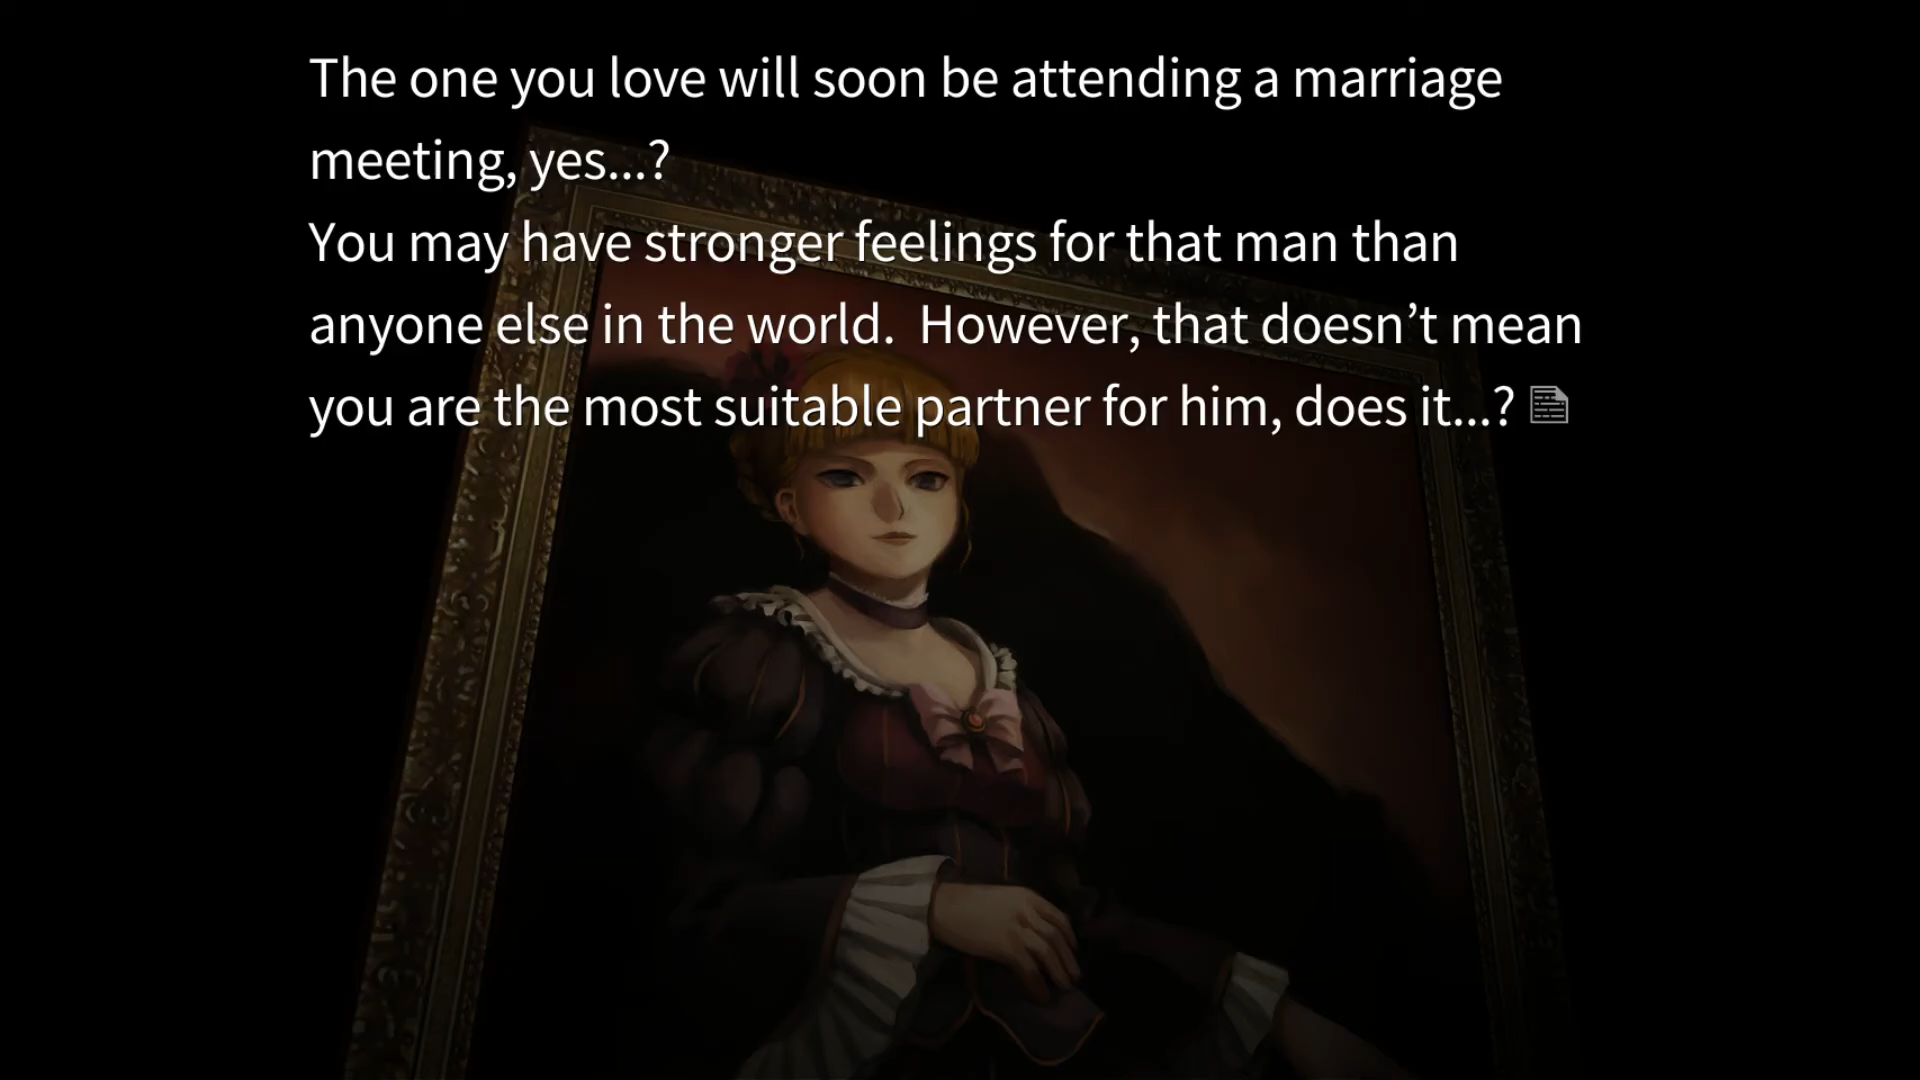 The one you love will soon be attending a marriage
meeting, yes...?
You may have stronger feelings for that man than
anyone else in the world.  However, that doesn’t mean
you are the most suitable partner for him, does it...?